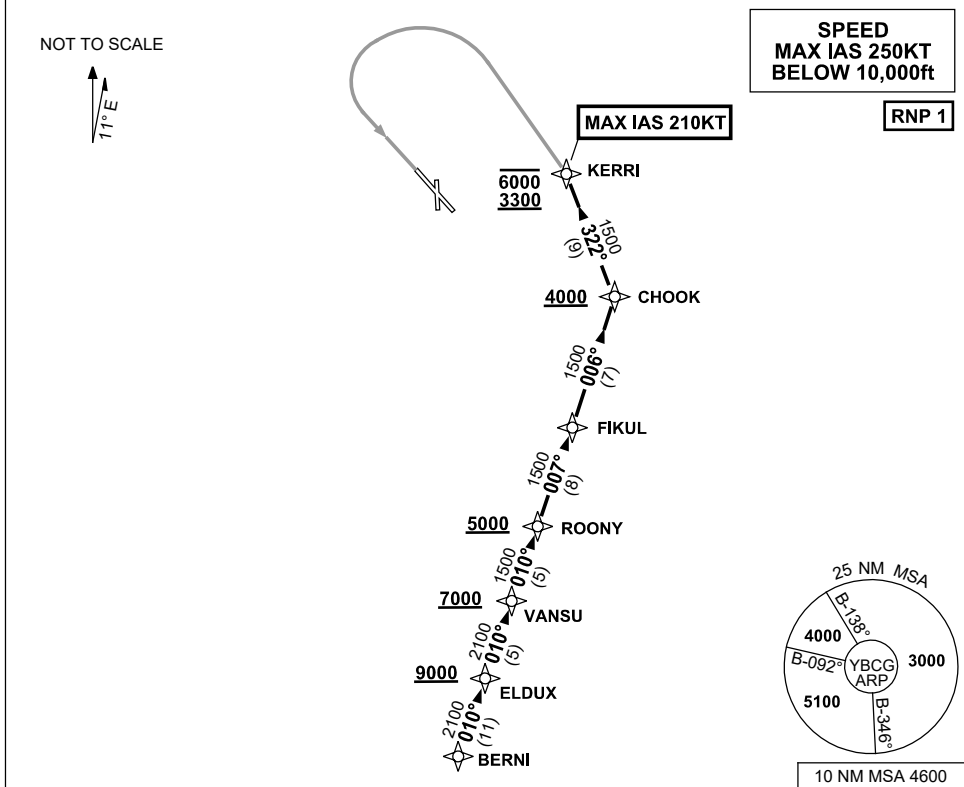 NOT TO SCALE
11° E
SPEED
MAX IAS 250KT
BELOW 10,000ft
RNP 1
MAX IAS 210KT
KERRI
6000
3300
1500
322°
(9)
4000
CHOOK
1500
006°
(7)
FIKUL
1500
007°
(8)
5000
ROONY
1500
010°
(5)
7000
VANSU
2100
010°
(5)
9000
ELDUX
2100
010°
(11)
BERNI
25 NM MSA
B-138°
4000
B-092°
YBCG
ARP
3000
5100
B-346°
10 NM MSA 4600